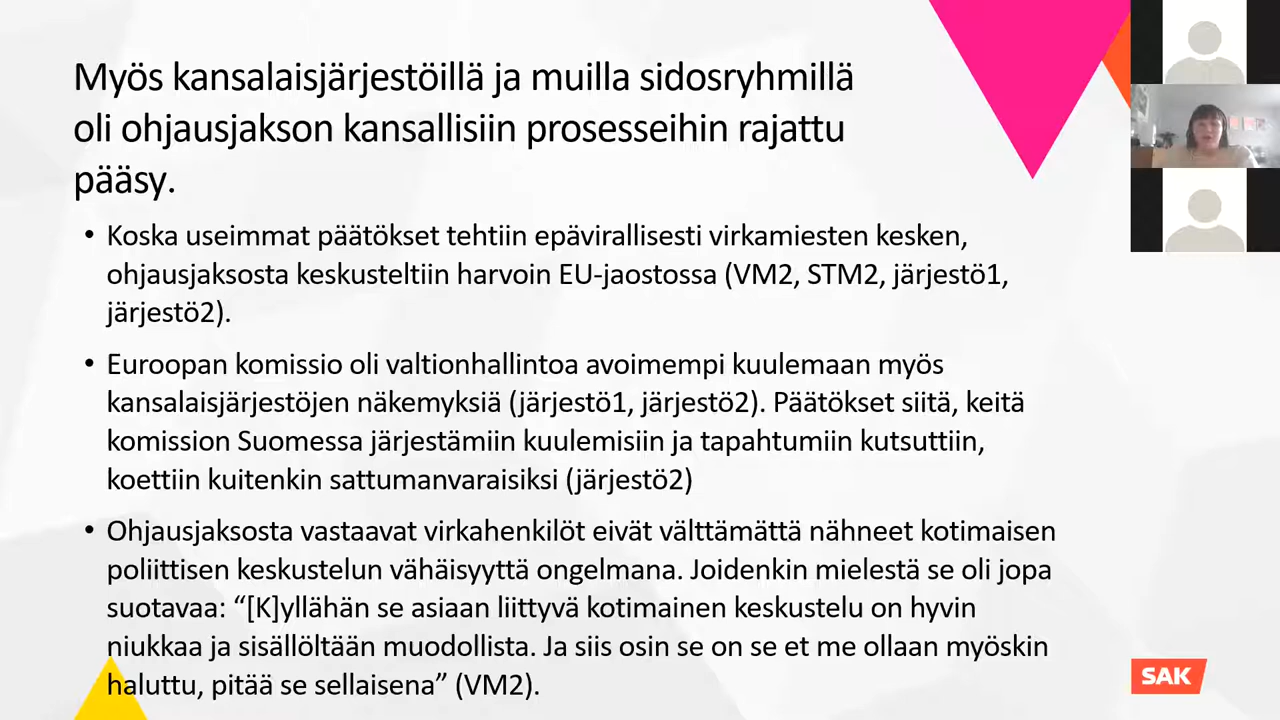 Myös kansalaisjärjestöillä ja muilla sidosryhmillä
oli ohjausjakson kansallisiin prosesseihin rajattu
pääsy.
• Koska useimmat päätökset tehtiin epävirallisesti virkamiesten kesken,
ohjausjaksosta keskusteltiin harvoin EU-jaostossa (VM2, STM2, järjestö1,
järjestö2).
• Euroopan komissio oli valtionhallintoa avoimempi kuulemaan myös
kansalaisjärjestöjen näkemyksiä (järjestö1, järjestö2). Päätökset siitä, keitä
komission Suomessa järjestämiin kuulemisiin ja tapahtumiin kutsuttiin,
koettiin kuitenkin sattumanvaraisiksi (järjestö2)
• Ohjausjaksosta vastaavat virkahenkilöt eivät välttämättä nähneet kotimaisen
poliittisen keskustelun vähäisyyttä ongelmana. Joidenkin mielestä se oli jopa
suotavaa: “[K]yllähän se asiaan liittyvä kotimainen keskustelu on hyvin
niukkaa ja sisällöltään muodollista. Ja siis osin se on se et me ollaan myöskin
haluttu, pitää se sellaisena” (VM2).
SAK